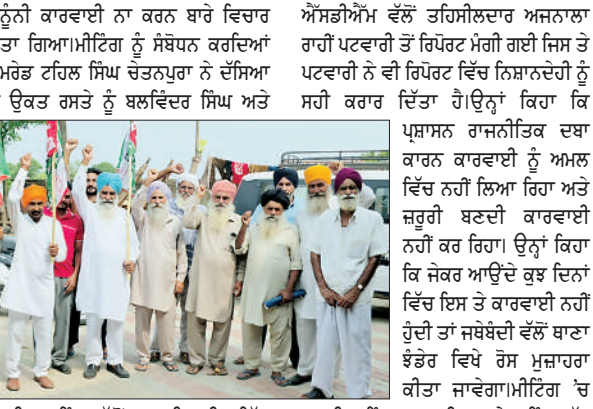 ਨੂੰਨੀ ਕਾਰਵਾਈ ਨਾ ਕਰਨ ਬਾਰੇ ਵਿਚਾਰ
ਤਾ ਗਿਆ।ਮੀਟਿੰਗ ਨੂੰ ਸੰਬੋਧਨ ਕਰਦਿਆਂ
ਮਰੇਡ ਟਹਿਲ ਸਿੰਘ ਚੇਤਨਪੁਰਾ ਨੇ ਦੱਸਿਆ
ਉਕਤ ਰਸਤੇ ਨੂੰ ਬਲਵਿੰਦਰ ਸਿੰਘ ਅਤੇ
ਐੱਸਡੀਐੱਮ ਵੱਲੋਂ ਤਹਿਸੀਲਦਾਰ ਅਜਨਾਲਾ
ਰਾਹੀਂ ਪਟਵਾਰੀ ਤੋਂ ਰਿਪੋਰਟ ਮੰਗੀ ਗਈ ਜਿਸ ਤੇ
ਪਟਵਾਰੀ ਨੇ ਵੀ ਰਿਪੋਰਟ ਵਿੱਚ ਨਿਸ਼ਾਨਦੇਹੀ ਨੂੰ
ਸਹੀ ਕਰਾਰ ਦਿੱਤਾ ਹੈ।ਉਨ੍ਹਾਂ ਕਿਹਾ ਕਿ
ਪ੍ਰਸ਼ਾਸਨ ਰਾਜਨੀਤਿਕ ਦਬਾ
ਕਾਰਨ ਕਾਰਵਾਈ ਨੂੰ ਅਮਲ
ਵਿੱਚ ਨਹੀਂ ਲਿਆ ਰਿਹਾ ਅਤੇ
ਜ਼ਰੂਰੀ ਬਣਦੀ ਕਾਰਵਾਈ
ਨਹੀਂ ਕਰ ਰਿਹਾ। ਉਨ੍ਹਾਂ ਕਿਹਾ
ਕਿ ਜੇਕਰ ਆਉਂਦੇ ਕੁਝ ਦਿਨਾਂ
ਵਿੱਚ ਇਸ ਤੇ ਕਾਰਵਾਈ ਨਹੀਂ
ਹੁੰਦੀ ਤਾਂ ਜਥੇਬੰਦੀ ਵੱਲੋਂ ਥਾਣਾ
ਝੰਡੇਰ ਵਿਖੇ ਰੋਸ ਮੁਜ਼ਾਹਰਾ
ਕੀਤਾ ਜਾਵੇਗਾ।ਮੀਟਿੰਗ 'ਚ